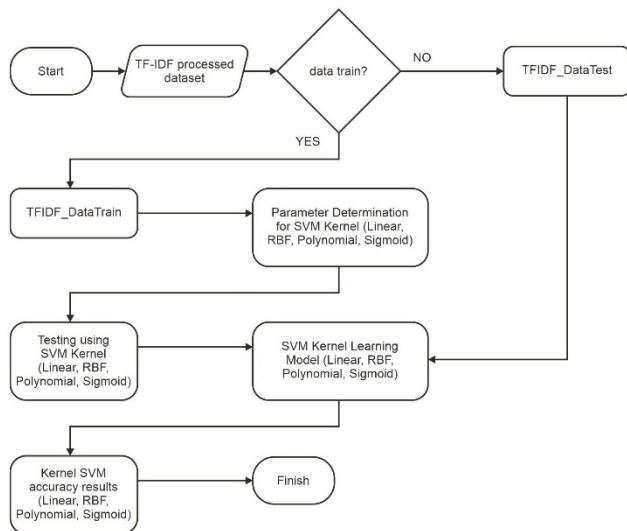 Start
TF-IDF processed
dataset
data train?
NO
TFIDF_DataTest
YES
TFIDF_DataTrain
Parameter Determination
for SVM Kernel (Linear,
RBF, Polynomial, Sigmoid)
Testing using
SVM Kernel
(Linear, RBF,
Polynomial, Sigmoid)
SVM Kernel Learning
Model (Linear, RBF,
Polynomial, Sigmoid)
Kernel SVM
accuracy results
(Linear, RBF,
Polynomial, Sigmoid)
Finish